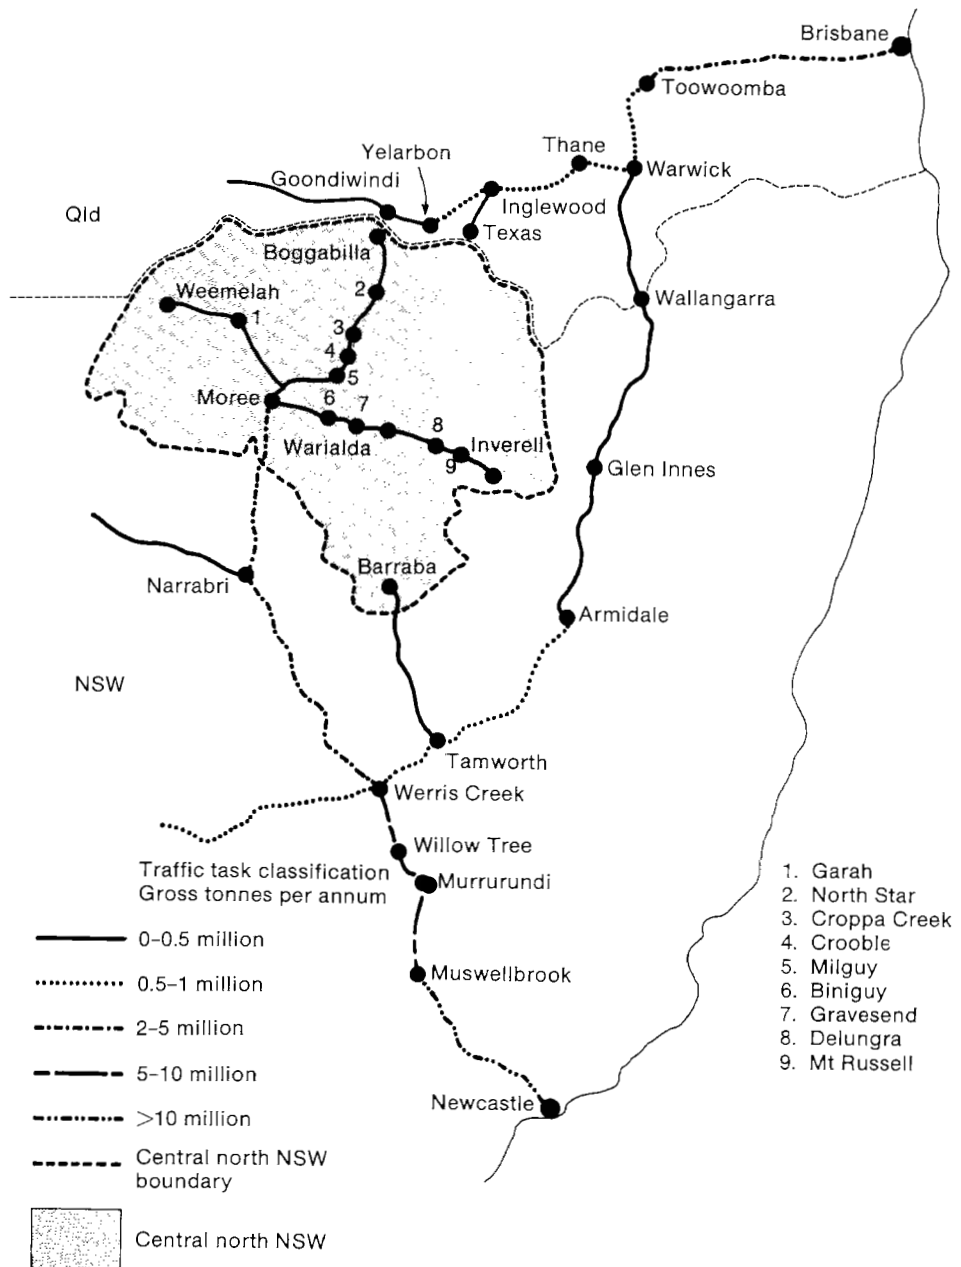 Brisbane
Toowoomba
Thane
Yelarbon
Warwick
Goondiwindi
Inglewood
Qld
Texas
Boggabilla
Weemelah
2
Wallangarra
1
3
4
5
Moree
6
7
8
Warialda
Inverell
9
Glen Innes
Barraba
Narrabri
Armidale
NSW
Tamworth
Werris Creek
Willow Tree
Murrurundi
Muswellbrook
Newcastle
Traffic task classification
Gross tonnes per annum
0–0.5 million
0.5–1 million
2–5 million
5–10 million
>10 million
Central north NSW
boundary
Central north NSW
1. Garah
2. North Star
3. Croppa Creek
4. Crooble
5. Milguy
6. Biniguy
7. Gravesend
8. Delungra
9. Mt Russell